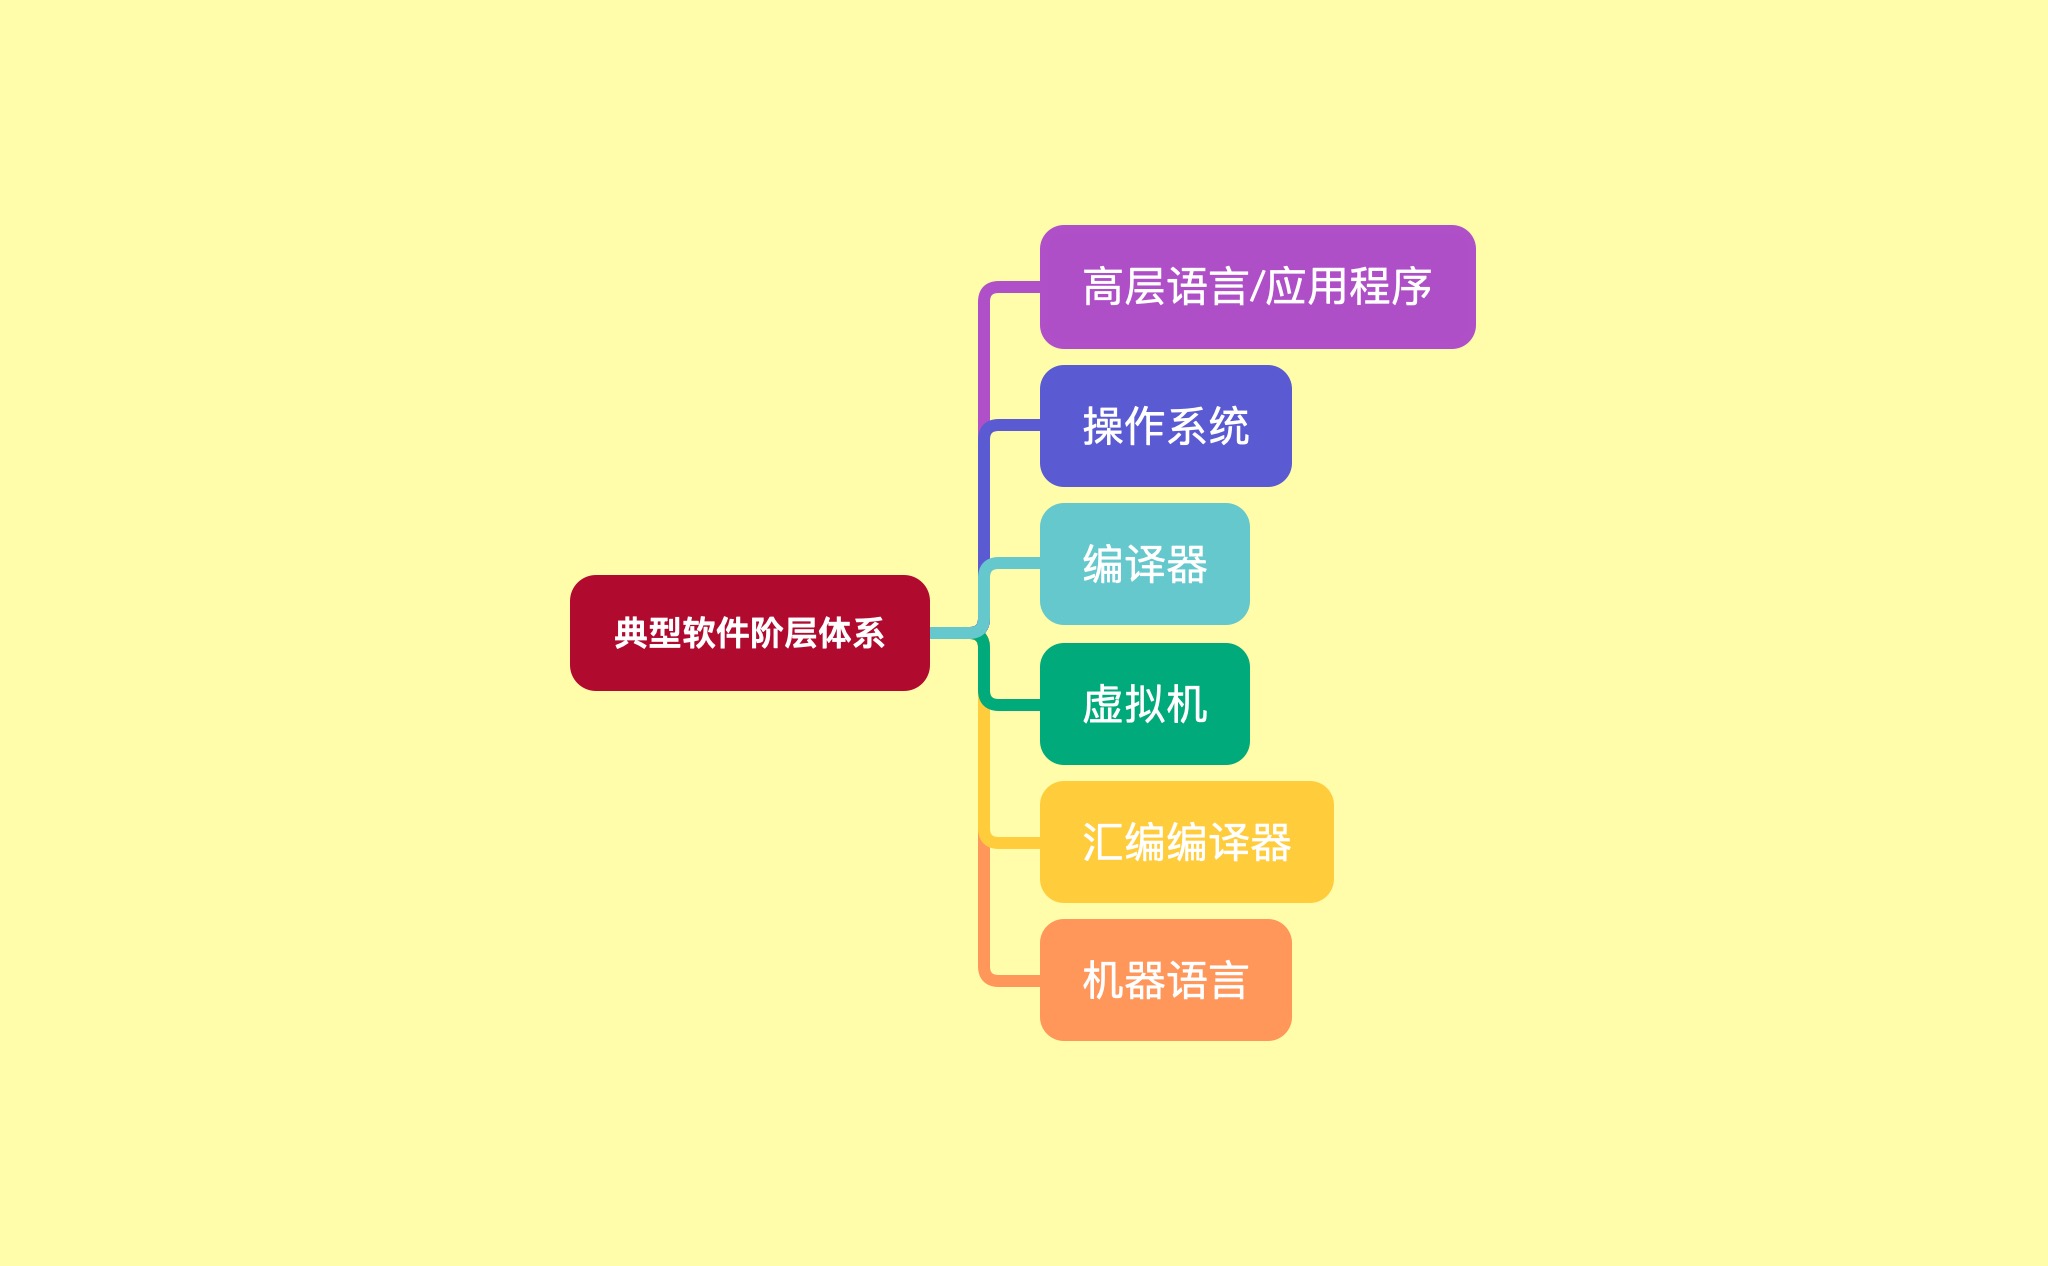 高层语言/应用程序
操作系统
编译器
典型软件阶层体系
虚拟机
汇编编译器
机器语言